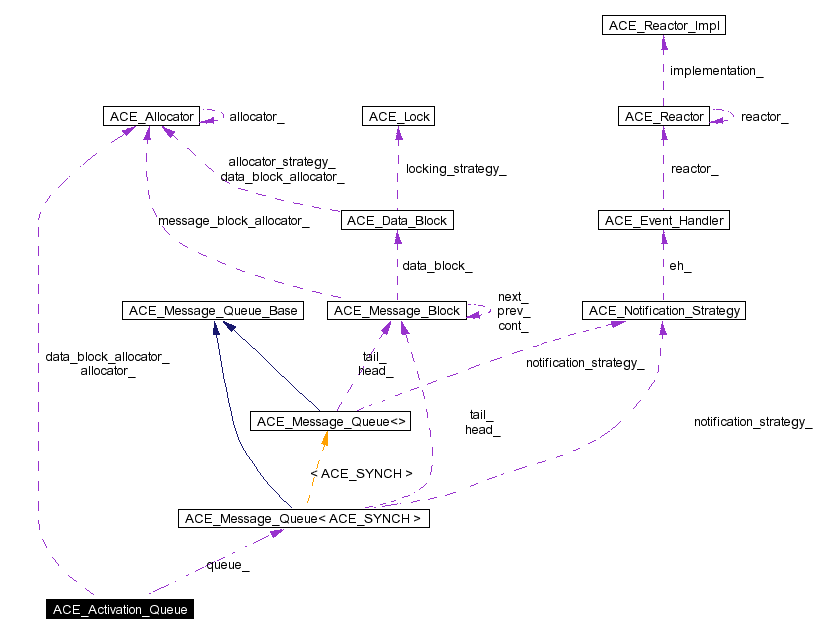 ACE_Reactor_Impl
implementation_
ACE_Allocator
allocator_
ACE_Lock
ACE_Reactor
reactor_
allocator_strategy_
data_block_allocator_
locking_strategy_
reactor_
message_block_allocator_
ACE_Data_Block
ACE_Event_Handler
data_block_
eh_
ACE_Message_Queue_Base
ACE_Message_Block
next_
prev_
cont_
ACE_Notification_Strategy
data_block_allocator_
allocator_
tail_
head_
notification_strategy_
ACE_Message_Queue<>
tail_
head_
notification_strategy_
< ACE_SYNCH >
ACE_Message_Queue< ACE_SYNCH >
queue_
ACE_Activation_Queue